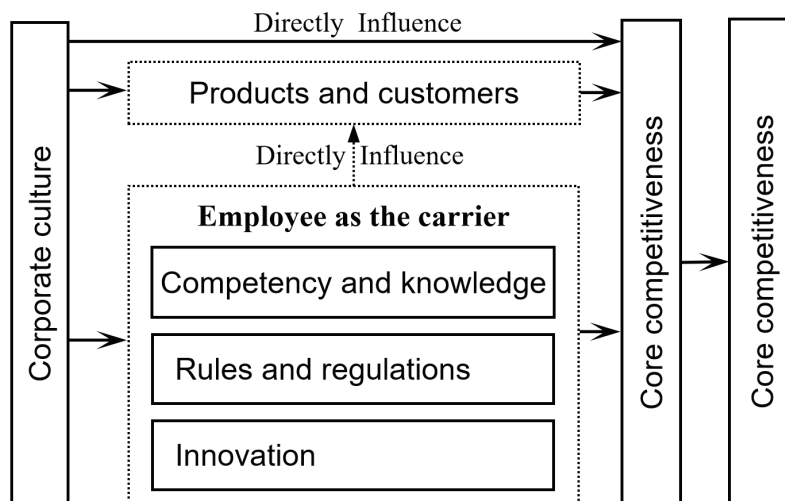 Directly Influence
Corporate culture
Products and customers
Directly Influence
Employee as the carrier
Competency and knowledge
Rules and regulations
Innovation
Core competitiveness
Core competitiveness